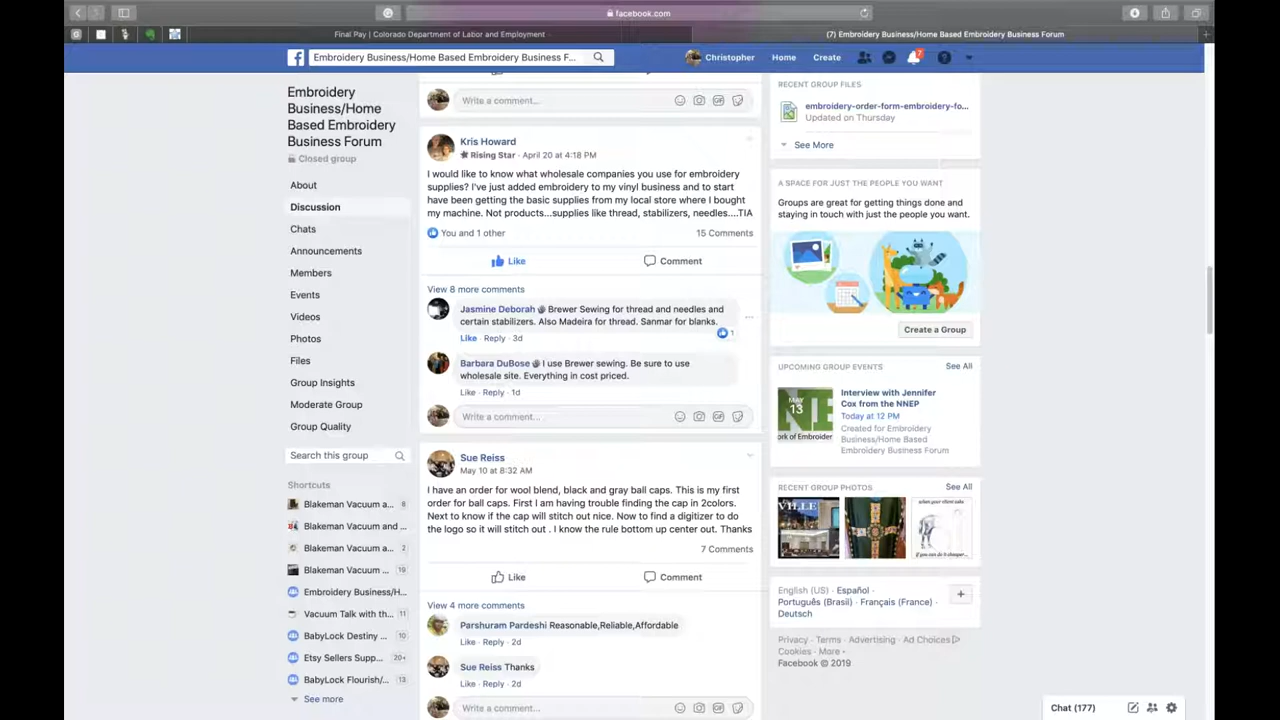 facebook.com
Final Pay | Colorado Department of Labor and Employment
(7) Embroidery Business/Home Based Embroidery Business Forum
Embroidery Business/Home Based Embroidery Business F...
Christopher
Home
Create
7
Embroidery
Business/Home
Based Embroidery
Business Forum
Closed group
About
Discussion
Chats
Announcements
Members
Events
Videos
Photos
Files
Group Insights
Moderate Group
Group Quality
Search this group
Shortcuts
Blakeman Vacuum a... 8
Blakeman Vacuum and ...
Blakeman Vacuum a... 2
Blakeman Vacuum ... 19
Embroidery Business/H...
Vacuum Talk with th... 11
BabyLock Destiny ... 10
Etsy Sellers Supp... 20+
BabyLock Flourish/... 13
See more
Write a comment...
Kris Howard
Rising Star · April 20 at 4:18 PM
I would like to know what wholesale companies you use for embroidery
supplies? I've just added embroidery to my vinyl business and to start
have been getting the basic supplies from my local store where I bought
my machine. Not products...supplies like thread, stabilizers, needles....TIA
You and 1 other
15 Comments
Like
Comment
View 8 more comments
Jasmine Deborah Brewer Sewing for thread and needles and
certain stabilizers. Also Madeira for thread. Sanmar for blanks.
1
Like · Reply · 3d
Barbara DuBose I use Brewer sewing. Be sure to use
wholesale site. Everything in cost priced.
Like · Reply · 1d
Write a comment...
Sue Reiss
May 10 at 8:32 AM
I have an order for wool blend, black and gray ball caps. This is my first
order for ball caps. First I am having trouble finding the cap in 2colors.
Next to know if the cap will stitch out nice. Now to find a digitizer to do
the logo so it will stitch out . I know the rule bottom up center out. Thanks
7 Comments
Like
Comment
View 4 more comments
Parshuram Pardeshi Reasonable,Reliable,Affordable
Like · Reply · 2d
Sue Reiss Thanks
Like · Reply · 2d
Write a comment...
RECENT GROUP FILES
embroidery-order-form-embroidery-fo...
Updated on Thursday
See More
A SPACE FOR JUST THE PEOPLE YOU WANT
Groups are great for getting things done and
staying in touch with just the people you want.
Create a Group
UPCOMING GROUP EVENTS
See All
MAY
13
NE
ork of Embroider
Interview with Jennifer
Cox from the NNEP
Today at 12 PM
Created for Embroidery
Business/Home Based
Embroidery Business Forum
RECENT GROUP PHOTOS
See All
VILLE
English (US) · Español ·
Português (Brasil) · Français (France) ·
Deutsch
Privacy · Terms · Advertising · Ad Choices
Cookies · More
Facebook © 2019
Chat (177)